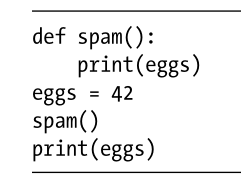 def spam():
    print(eggs)
eggs = 42
spam()
print(eggs)